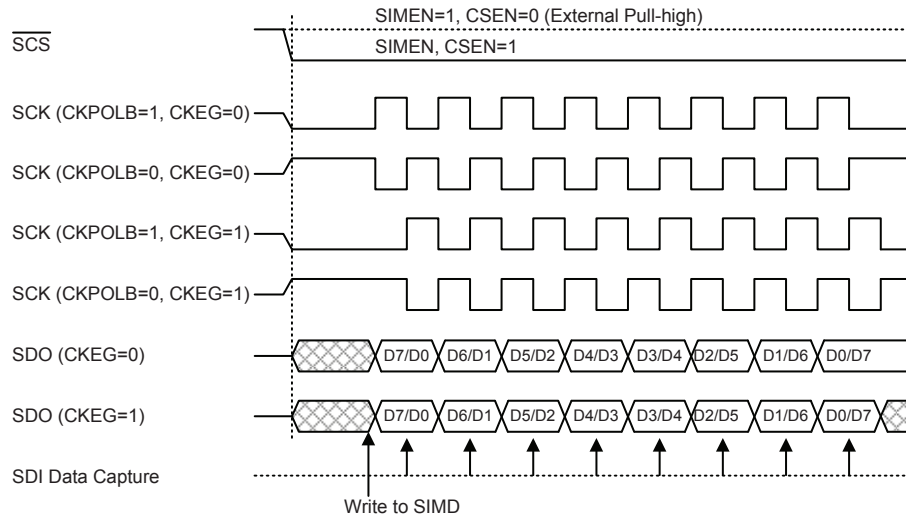 SIMEN=1, CSEN=0 (External Pull-high)
SCS
SIMEN, CSEN=1
SCK (CKPOLB=1, CKEG=0)
SCK (CKPOLB=0, CKEG=0)
SCK (CKPOLB=1, CKEG=1)
SCK (CKPOLB=0, CKEG=1)
SDO (CKEG=0) D7/D0 D6/D1 D5/D2 D4/D3 D3/D4 D2/D5 D1/D6 D0/D7
SDO (CKEG=1) D7/D0 D6/D1 D5/D2 D4/D3 D3/D4 D2/D5 D1/D6 D0/D7
SDI Data Capture
Write to SIMD